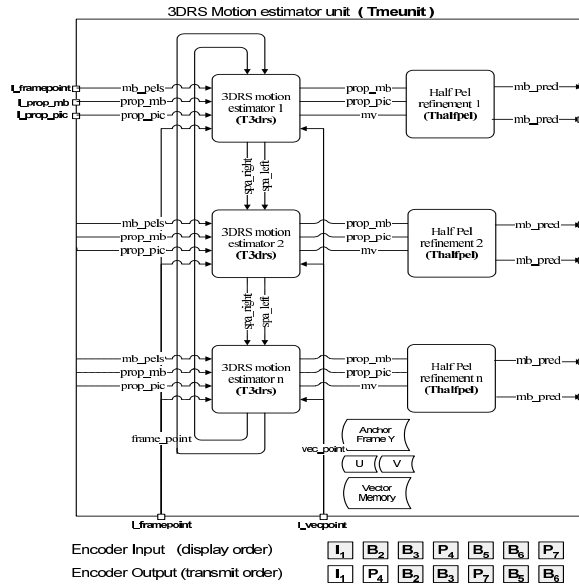 3DRS Motion estimator unit ( Tmeunit )
I_framepoint
I_prop_mb
I_prop_pic
mb_pels
prop_mb
prop_pic
3DRS motion
estimator 1
(T3drs)
prop_mb
prop_pic
mv
Half Pel
refinement 1
(Thalfpel)
mb_pred
mb_pred
spa_right
spa_left
mb_pels
prop_mb
prop_pic
3DRS motion
estimator 2
(T3drs)
prop_mb
prop_pic
mv
Half Pel
refinement 2
(Thalfpel)
mb_pred
mb_pred
spa_right
spa_left
mb_pels
prop_mb
prop_pic
3DRS motion
estimator n
(T3drs)
prop_mb
prop_pic
mv
Half Pel
refinement n
(Thalfpel)
mb_pred
mb_pred
frame_point
vec_point
Anchor
Frame Y
U V
Vector
Memory
I_framepoint
I_vecpoint
Encoder Input (display order) I1 B2 B3 P4 B5 B6 P7
Encoder Output (transmit order) I1 P4 B2 B3 P7 B5 B6